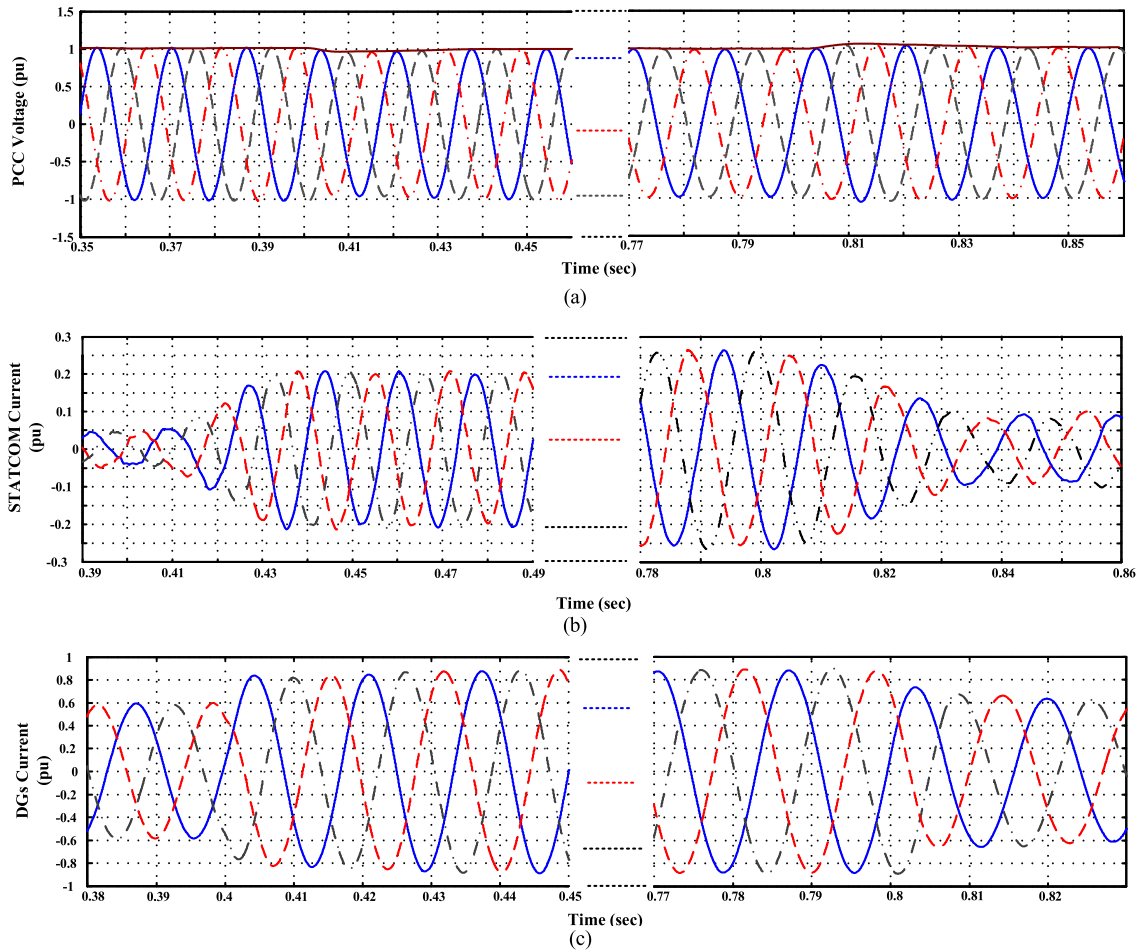 PCC Voltage (pu)
1.5
1
0.5
0
-0.5
-1
-1.5
0.35 0.37 0.39 0.41 0.43 0.45 0.77 0.79 0.81 0.83 0.85
Time (sec)
(a)
STATCOM Current
(pu)
0.3
0.2
0.1
0
-0.1
-0.2
-0.3
0.39 0.41 0.43 0.45 0.47 0.49 0.78 0.8 0.82 0.84 0.86
Time (sec)
(b)
DGs Current
(pu)
1
0.8
0.6
0.4
0.2
0
-0.2
-0.4
-0.6
-0.8
-1
0.38 0.39 0.4 0.41 0.42 0.43 0.44 0.45 0.77 0.78 0.79 0.8 0.81 0.82
Time (sec)
(c)